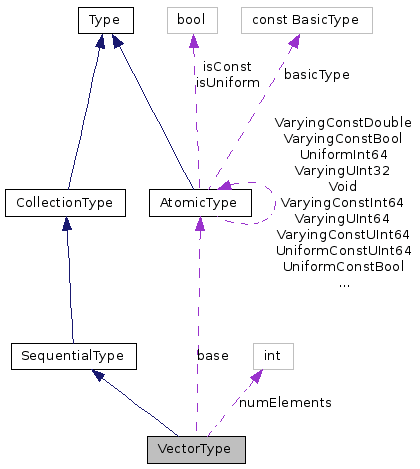 Type
bool
const BasicType
isConst
isUniform
basicType
VaryingConstDouble
VaryingConstBool
UniformInt64
VaryingUInt32
Void
VaryingConstInt64
VaryingUInt64
VaryingConstUInt64
UniformConstUInt64
UniformConstBool
...
CollectionType
AtomicType
SequentialType
base
int
numElements
VectorType